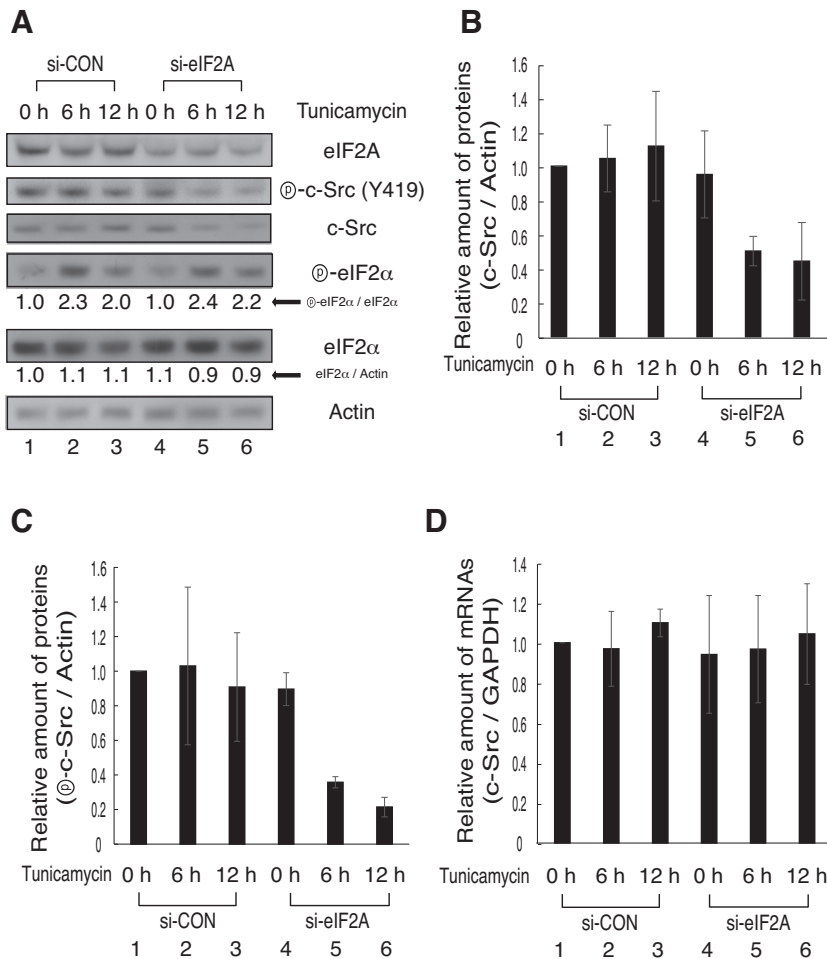 A
si-CON si-eIF2A
0 h 6 h 12 h 0 h 6 h 12 h Tunicamycin
eIF2A
ⓟ-c-Src (Y419)
c-Src
ⓟ-eIF2α
1.0 2.3 2.0 1.0 2.4 2.2 ⓟ-eIF2α / eIF2α
eIF2α
1.0 1.1 1.1 1.1 0.9 0.9 eIF2α / Actin
Actin
1 2 3 4 5 6
B
Relative amount of proteins
(c-Src / Actin)
1.6
1.4
1.2
1.0
0.8
0.6
0.4
0.2
0
Tunicamycin 0 h 6 h 12 h 0 h 6 h 12 h
si-CON si-eIF2A
1 2 3 4 5 6
C
Relative amount of proteins
(ⓟ-c-Src / Actin)
1.6
1.4
1.2
1.0
0.8
0.6
0.4
0.2
0
Tunicamycin 0 h 6 h 12 h 0 h 6 h 12 h
si-CON si-eIF2A
1 2 3 4 5 6
D
Relative amount of mRNAs
(c-Src / GAPDH)
1.4
1.2
1.0
0.8
0.6
0.4
0.2
0
Tunicamycin 0 h 6 h 12 h 0 h 6 h 12 h
si-CON si-eIF2A
1 2 3 4 5 6